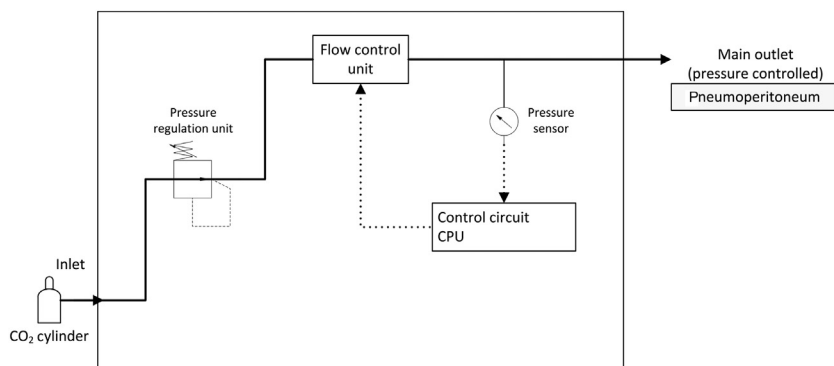 Flow control
unit
Main outlet
(pressure controlled)
Pneumoperitoneum
Pressure
regulation unit
Pressure
sensor
Control circuit
CPU
Inlet
CO₂ cylinder